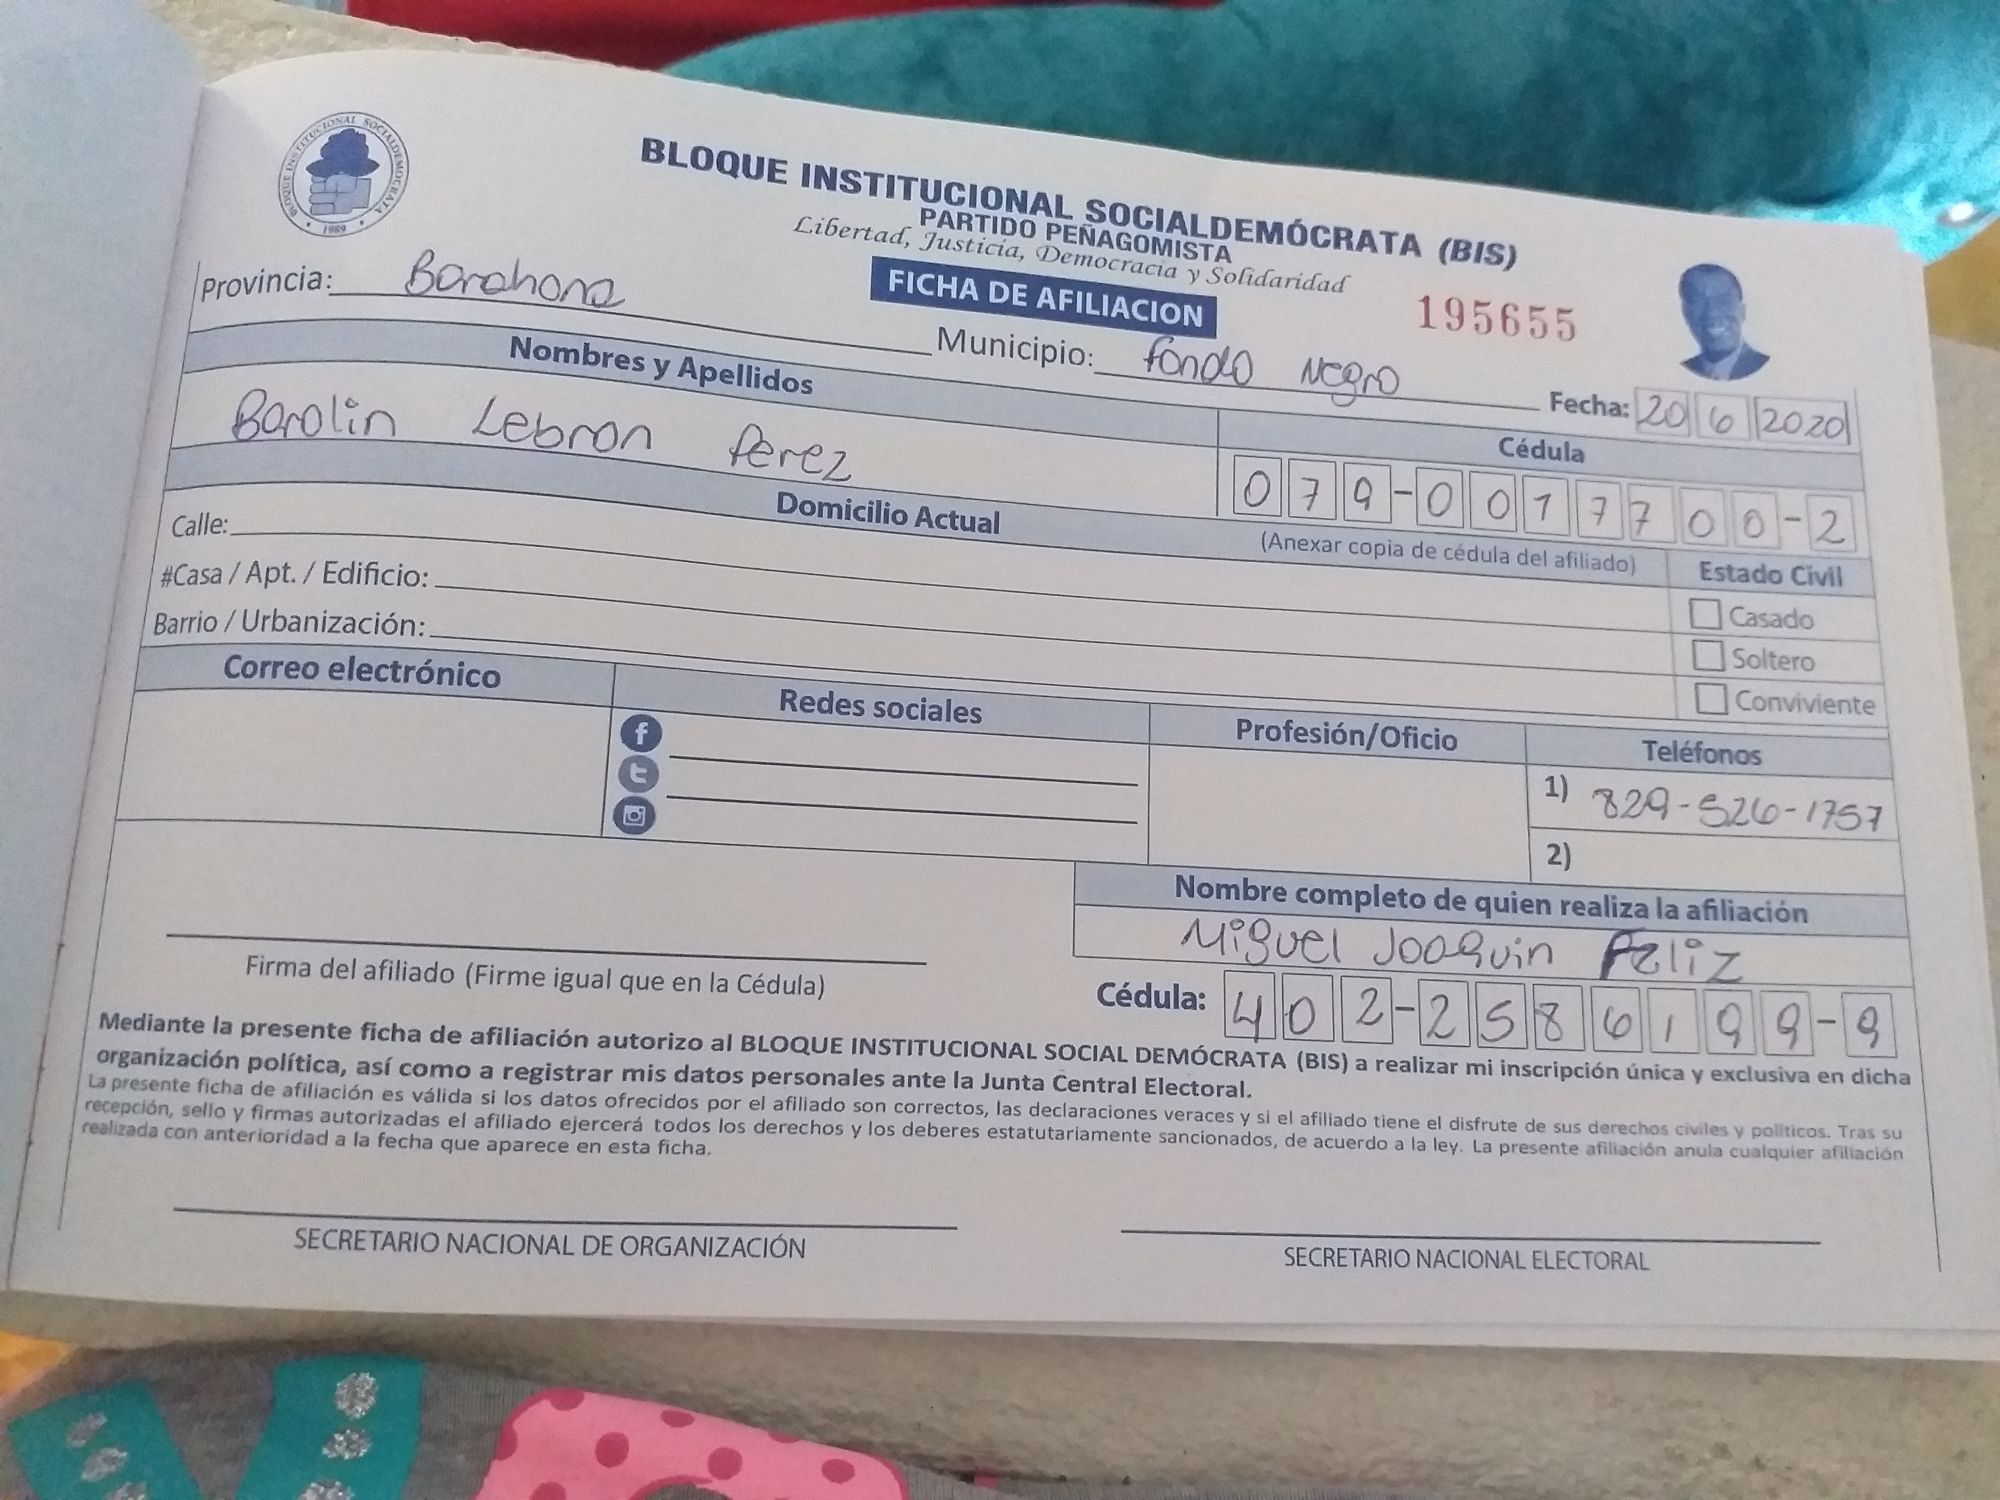 BLOQUE INSTITUCIONAL SOCIALDEMOCRATA
1989
BLOQUE INSTITUCIONAL SOCIALDEMÓCRATA (BIS)
PARTIDO PEÑAGOMISTA
Libertad, Justicia, Democracia y Solidaridad
FICHA DE AFILIACION
195655
Provincia: Barahona
Municipio: fondo Negro
Fecha: 20 6 2020
Nombres y Apellidos
Cédula
Barolin Lebron Perez
079-0017700-2
Domicilio Actual
(Anexar copia de cédula del afiliado)
Estado Civil
Calle:
Casado
#Casa / Apt. / Edificio:
Soltero
Barrio / Urbanización:
Conviviente
Correo electrónico
Redes sociales
Profesión/Oficio
Teléfonos
1) 829-526-1757
2)
Nombre completo de quien realiza la afiliación
Miguel Joaquin Feliz
Firma del afiliado (Firme igual que en la Cédula)
Cédula: 402-2586199-9
Mediante la presente ficha de afiliación autorizo al BLOQUE INSTITUCIONAL SOCIAL DEMÓCRATA (BIS) a realizar mi inscripción única y exclusiva en dicha
organización política, así como a registrar mis datos personales ante la Junta Central Electoral.
La presente ficha de afiliación es válida si los datos ofrecidos por el afiliado son correctos, las declaraciones veraces y si el afiliado tiene el disfrute de sus derechos civiles y políticos. Tras su
recepción, sello y firmas autorizadas el afiliado ejercerá todos los derechos y los deberes estatutariamente sancionados, de acuerdo a la ley. La presente afiliación anula cualquier afiliación
realizada con anterioridad a la fecha que aparece en esta ficha.
SECRETARIO NACIONAL DE ORGANIZACIÓN
SECRETARIO NACIONAL ELECTORAL